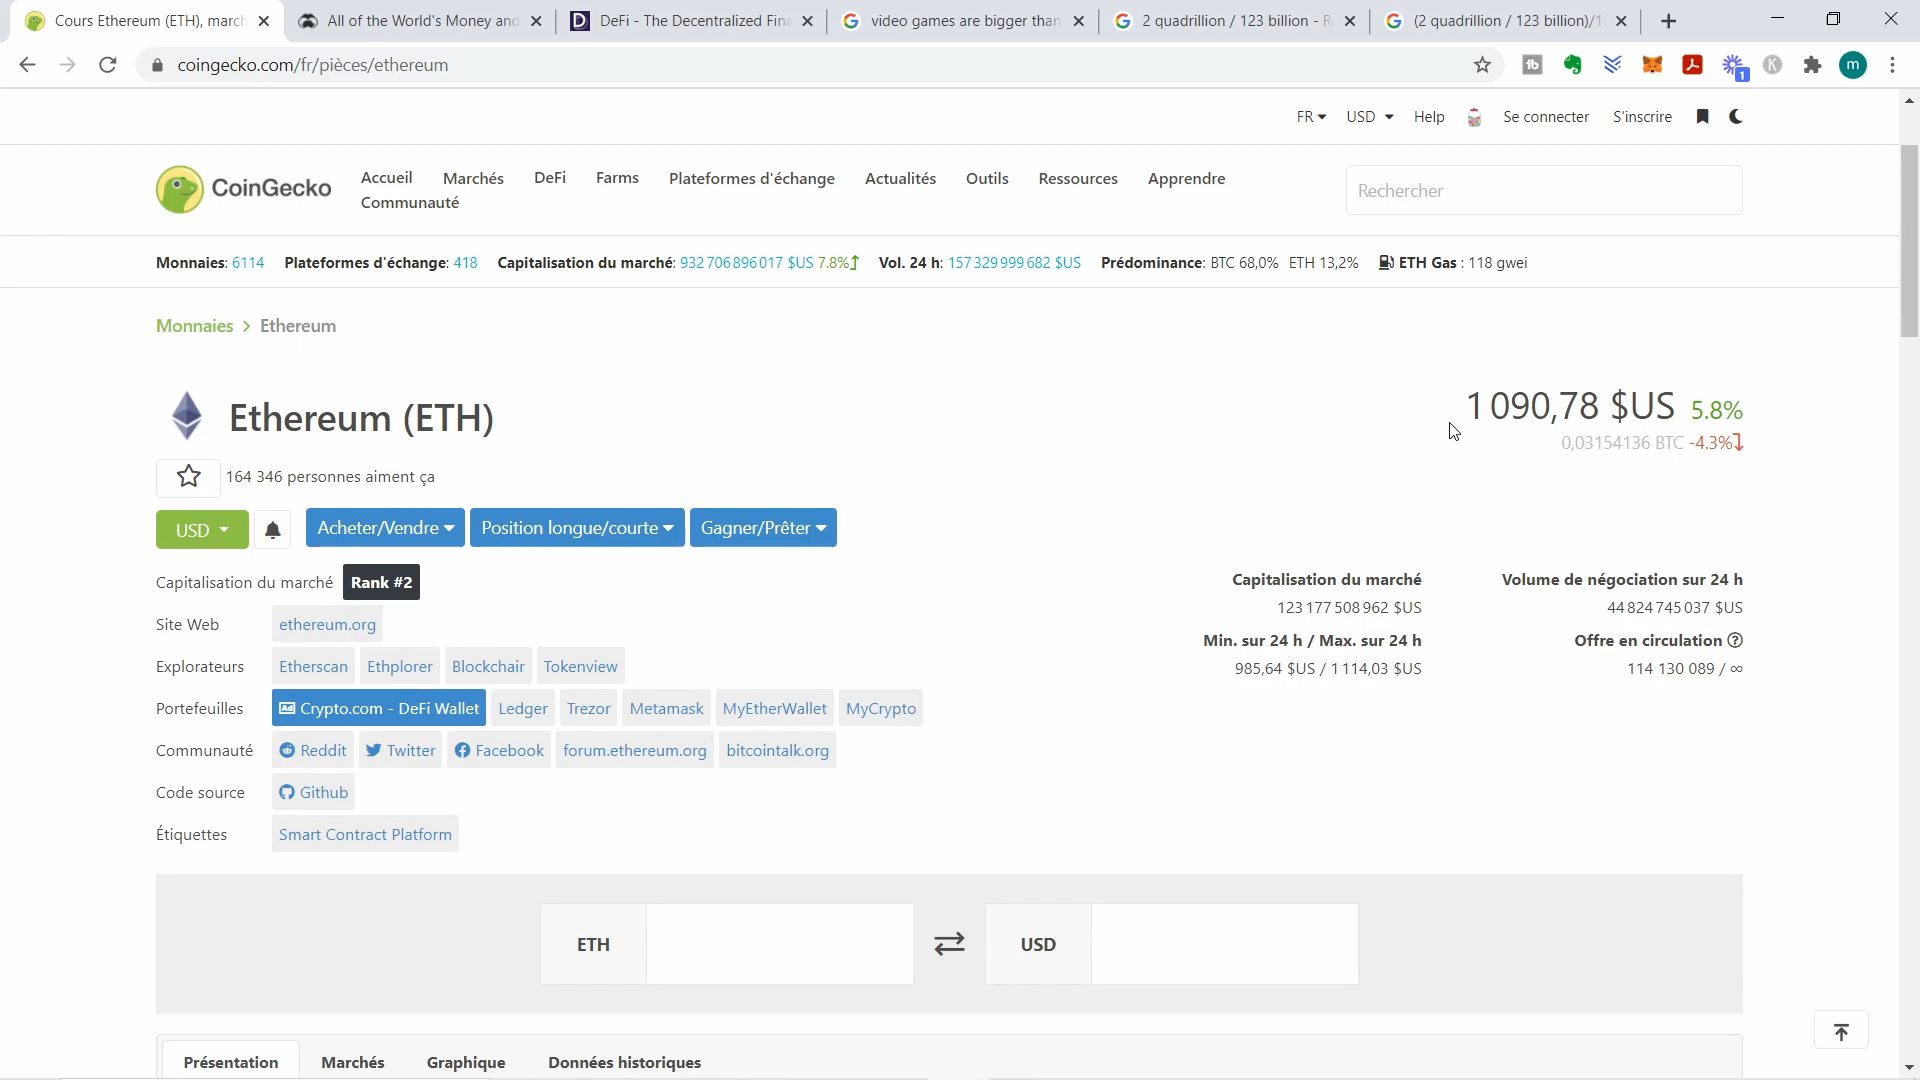 Cours Ethereum (ETH), march
All of the World's Money and
DeFi - The Decentralized Fina
video games are bigger than
2 quadrillion / 123 billion - Re
(2 quadrillion / 123 billion)/1
coingecko.com/fr/pièces/ethereum
1
K
m
FR
USD
Help
Se connecter
S'inscrire
CoinGecko
Accueil
Marchés
DeFi
Farms
Plateformes d'échange
Actualités
Outils
Ressources
Apprendre
Communauté
Rechercher
Monnaies: 6114
Plateformes d'échange: 418
Capitalisation du marché: 932 706 896 017 $US 7.8%
Vol. 24 h: 157 329 999 682 $US
Prédominance: BTC 68,0% ETH 13,2%
ETH Gas : 118 gwei
Monnaies > Ethereum
Ethereum (ETH)
1 090,78 $US 5.8%
0,03154136 BTC -4.3%
164 346 personnes aiment ça
USD
Acheter/Vendre
Position longue/courte
Gagner/Prêter
Capitalisation du marché Rank #2
Site Web ethereum.org
Explorateurs Etherscan Ethplorer Blockchain Tokenview
Portefeuilles Ad Crypto.com - DeFi Wallet Ledger Trezor Metamask MyEtherWallet MyCrypto
Communauté Reddit Twitter Facebook forum.ethereum.org bitcointalk.org
Code source Github
Étiquettes Smart Contract Platform
Capitalisation du marché
123 177 508 962 $US
Volume de négociation sur 24 h
44 824 745 037 $US
Min. sur 24 h / Max. sur 24 h
985,64 $US / 1 114,03 $US
Offre en circulation ?
114 130 089 / ∞
ETH
USD
Présentation
Marchés
Graphique
Données historiques